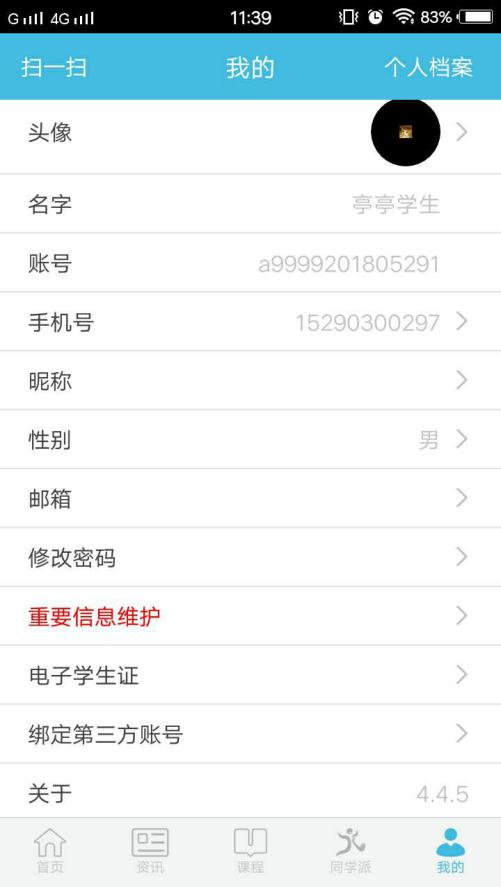 G 4G 11:39 83%
扫一扫 我的 个人档案
头像
名字 亭亭学生
账号 a9999201805291
手机号 15290300297
昵称
性别 男
邮箱
修改密码
重要信息维护
电子学生证
绑定第三方账号
关于 4.4.5
首页 资讯 课程 同学派 我的